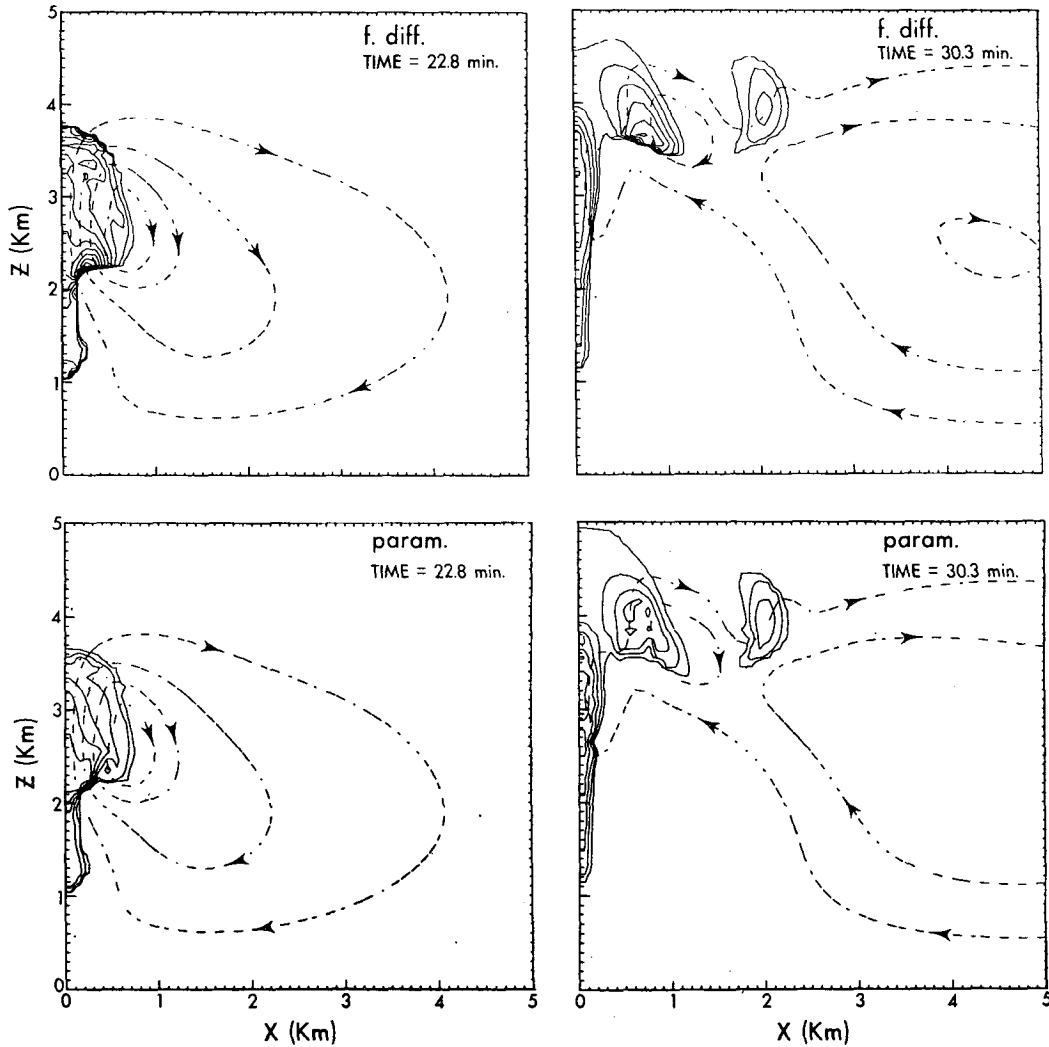 f. diff.
TIME = 22.8 min.
5
4
3
2
1
0
Z (Km)
f. diff.
TIME = 30.3 min.
param.
TIME = 22.8 min.
5
4
3
2
1
0
Z (Km)
0 1 2 3 4 5
X (Km)
param.
TIME = 30.3 min.
0 1 2 3 4 5
X (Km)